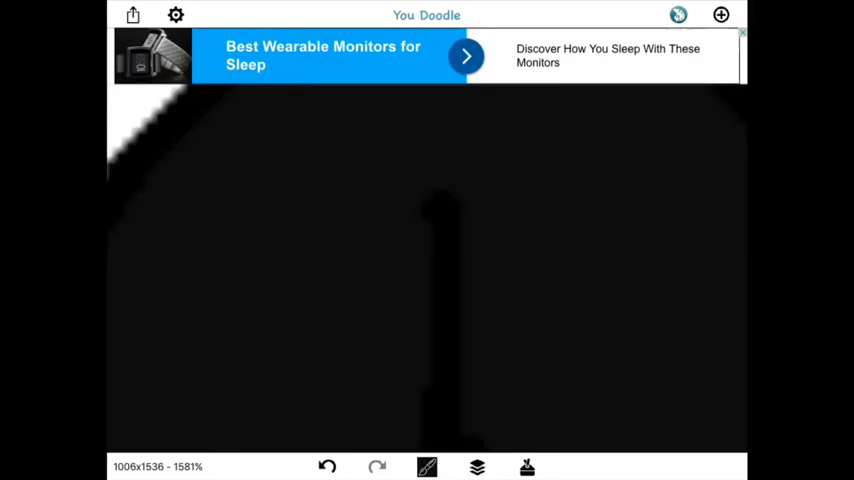 You Doodle
Best Wearable Monitors for
Sleep
Discover How You Sleep With These
Monitors
1006x1536 - 1581%